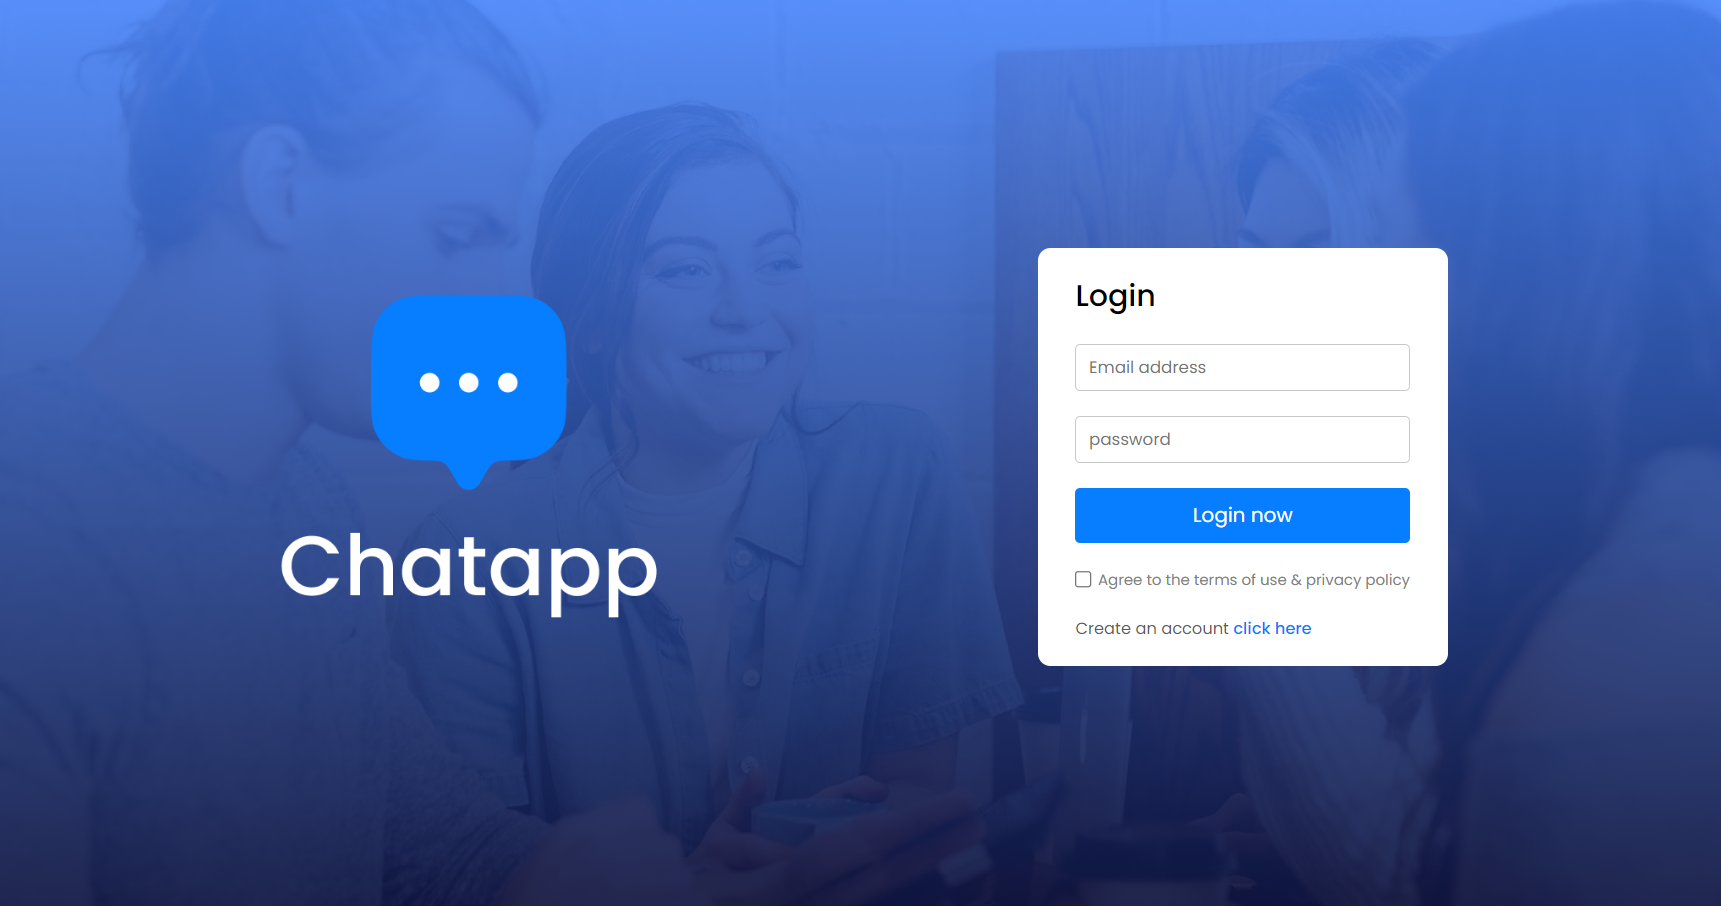 Chatapp
Login
Email address
password
Login now
Agree to the terms of use & privacy policy
Create an account click here